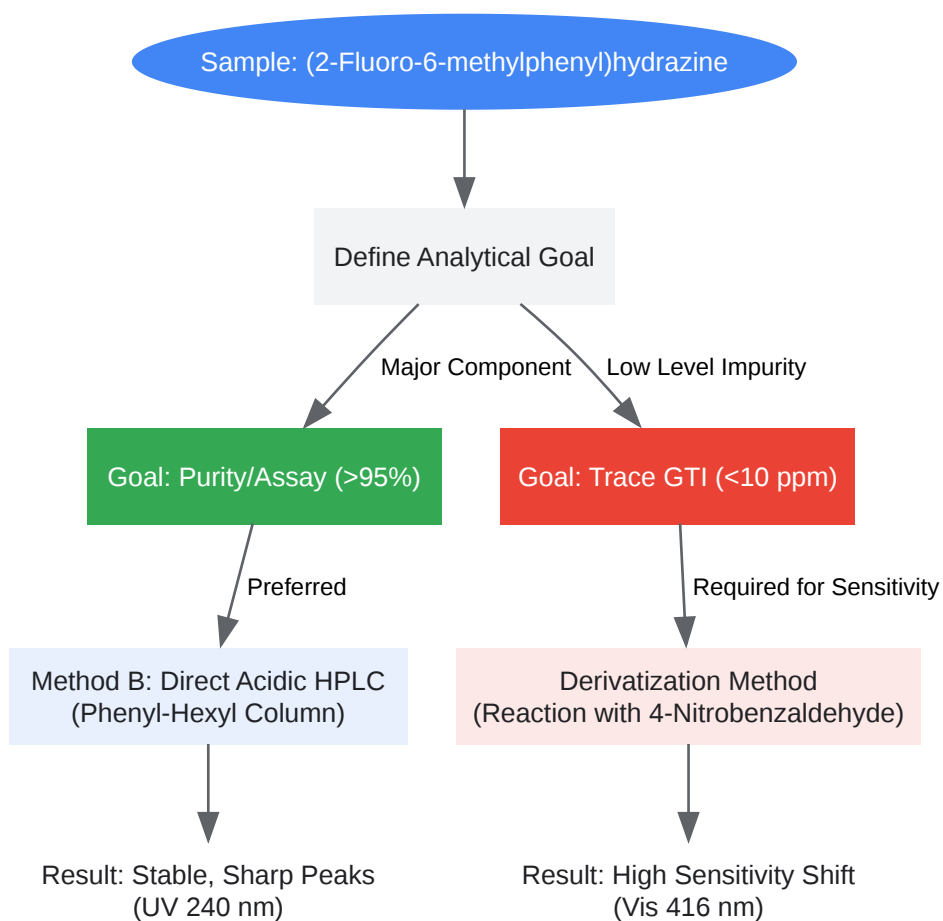 Sample: (2-Fluoro-6-methylphenyl)hydrazine
Define Analytical Goal
Major Component
Low Level Impurity
Goal: Purity/Assay (>95%)
Goal: Trace GTI (<10 ppm)
Preferred
Required for Sensitivity
Method B: Direct Acidic HPLC
(Phenyl-Hexyl Column)
Derivatization Method
(Reaction with 4-Nitrobenzaldehyde)
Result: Stable, Sharp Peaks
(UV 240 nm)
Result: High Sensitivity Shift
(Vis 416 nm)